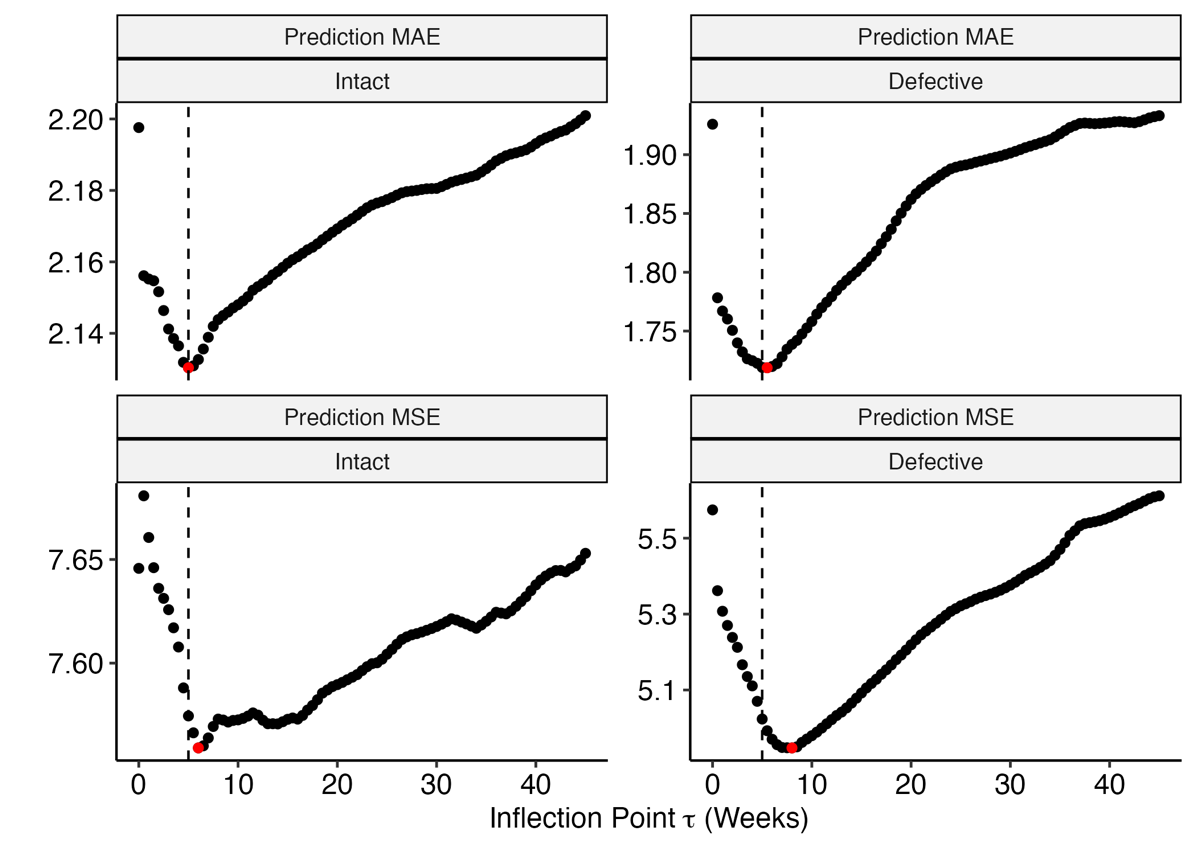 Prediction MAE
Intact
2.20
2.18
2.16
2.14
Prediction MAE
Defective
1.90
1.85
1.80
1.75
Prediction MSE
Intact
7.65
7.60
0 10 20 30 40
Prediction MSE
Defective
5.5
5.3
5.1
0 10 20 30 40
Inflection Point τ (Weeks)